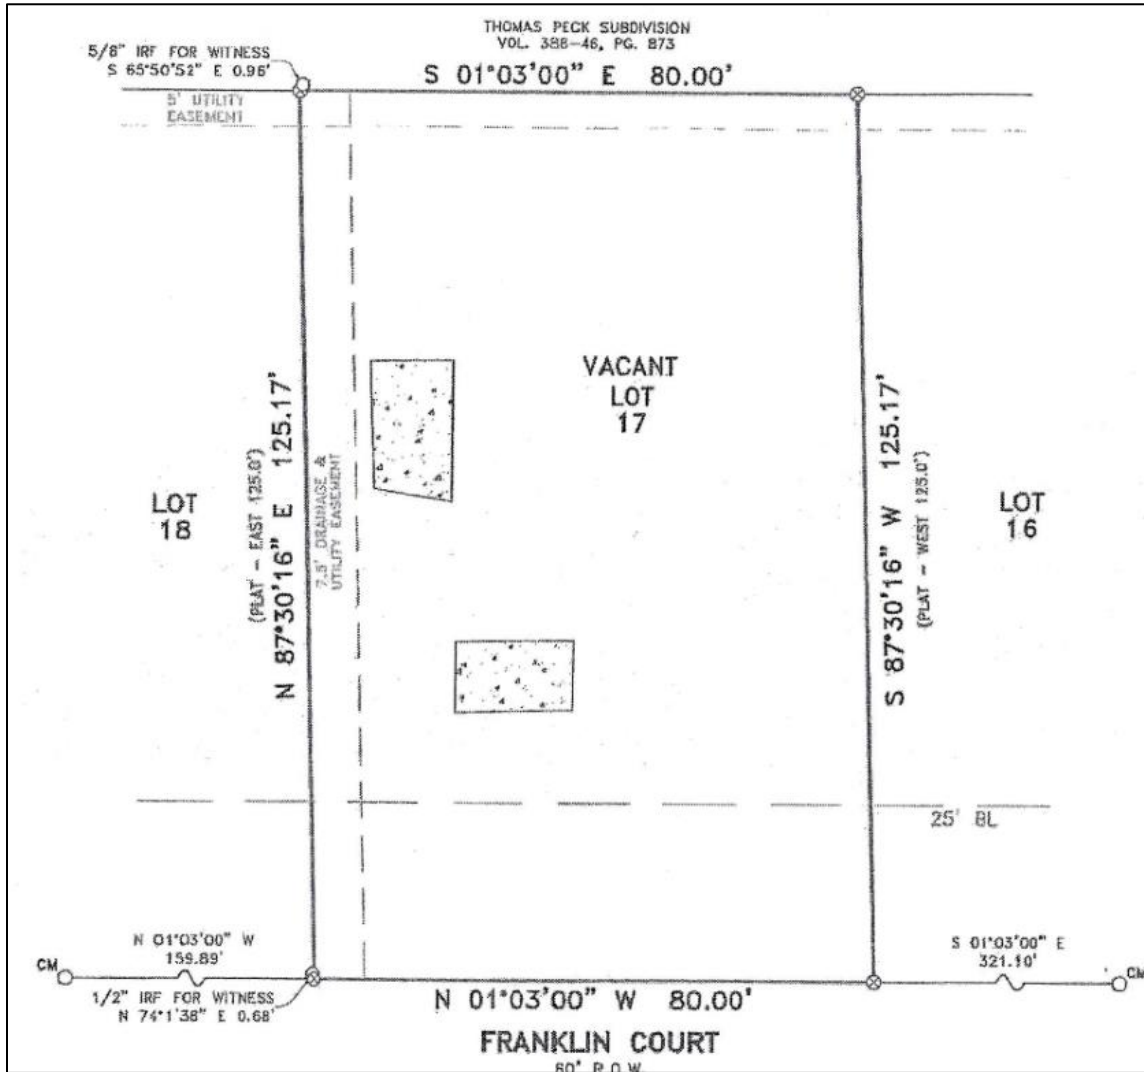 THOMAS PECK SUBDIVISION
VOL. 388-46, PG. 873
5/8" IRF FOR WITNESS
S 65°50'52" E 0.96'
S 01°03'00" E 80.00'
5' UTILITY
EASEMENT
VACANT
LOT
17
LOT
18
(PLAT - EAST 125.0')
N 87°30'16" E 125.17'
7.5' DRAINAGE &
UTILITY EASEMENT
S 87°30'16" W 125.17'
(PLAT - WEST 125.0')
LOT
16
25' BL
N 01°03'00" W
159.89'
S 01°03'00" E
321.10'
CM
CM
1/2" IRF FOR WITNESS
N 74°1'38" E 0.68'
N 01°03'00" W 80.00'
FRANKLIN COURT
60' R.O.W.